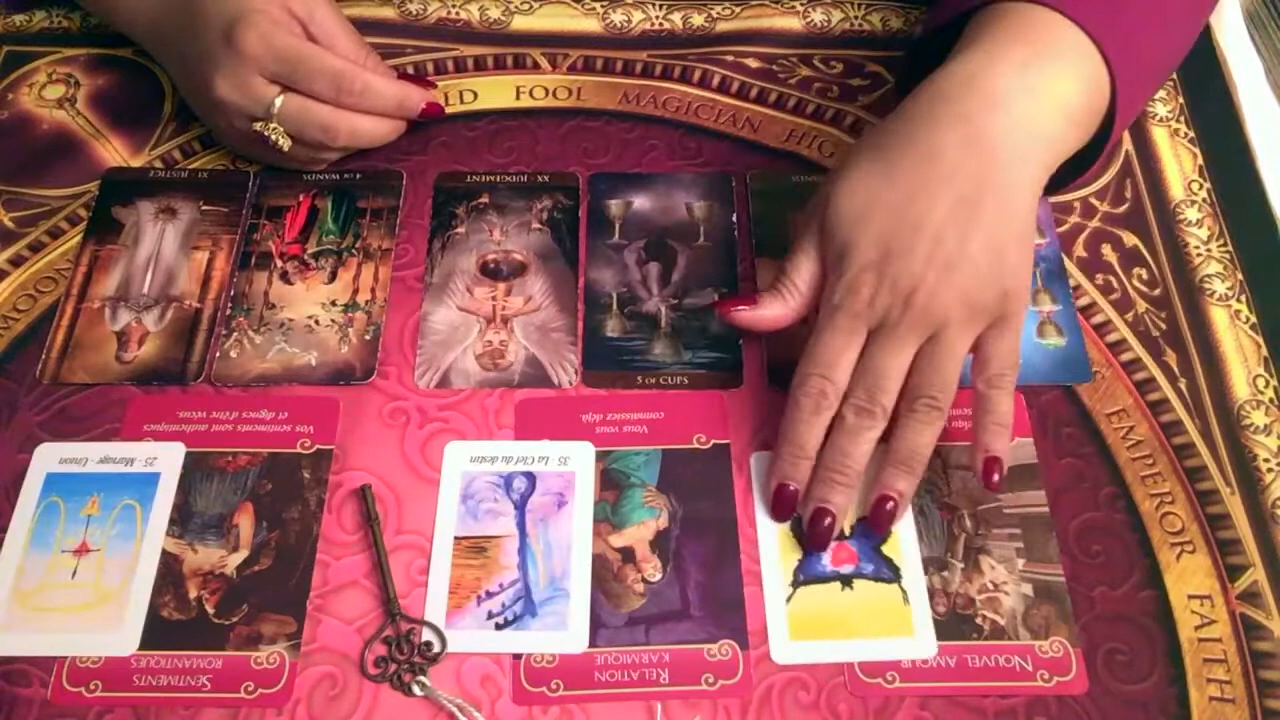 LD FOOL MAGICIAN HIG
MOON
EMPEROR
FAITH
XI - JUSTICE
4 OF WANDS
XX - JUDGEMENT
5 OF CUPS
Vos sentiments sont authentiques
et dignes d'être vécus.
Vous vous
connaissez déjà.
25 - Mariage - Union
35 - La Clef du destin
SENTIMENTS
ROMANTIQUES
RELATION
KARMIQUE
NOUVEL AMOUR